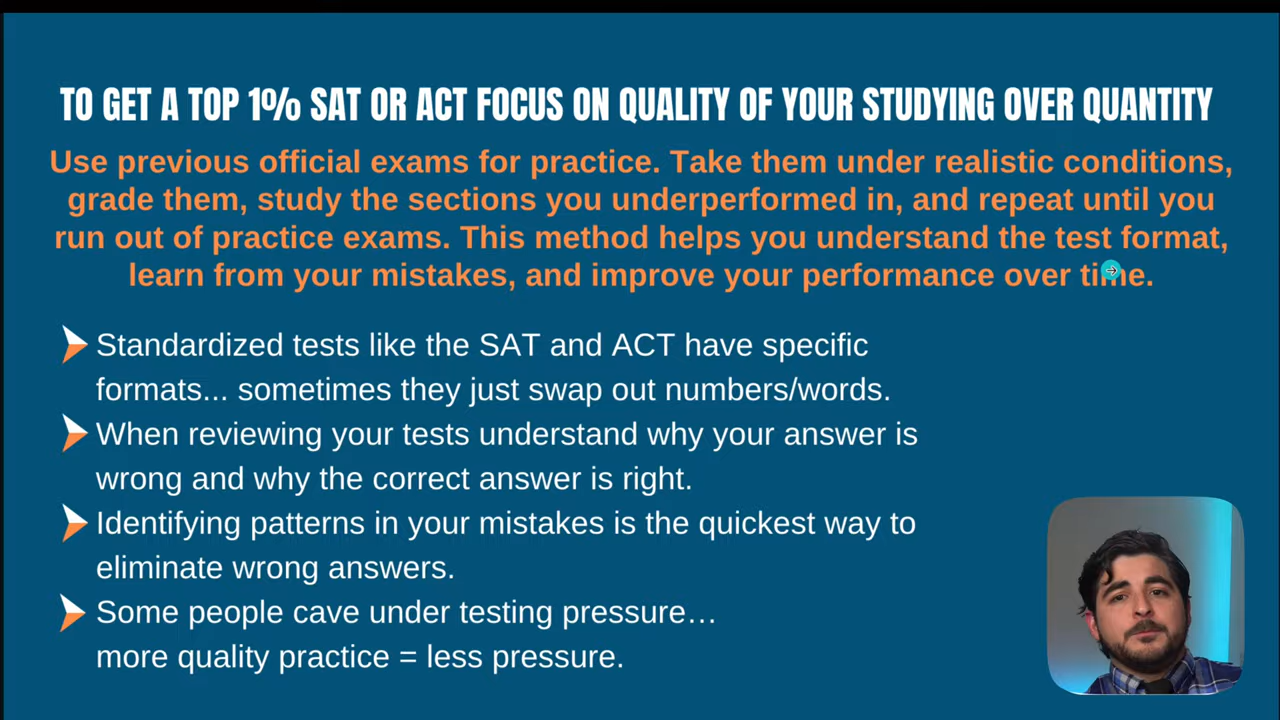 TO GET A TOP 1% SAT OR ACT FOCUS ON QUALITY OF YOUR STUDYING OVER QUANTITY
Use previous official exams for practice. Take them under realistic conditions,
grade them, study the sections you underperformed in, and repeat until you
run out of practice exams. This method helps you understand the test format,
learn from your mistakes, and improve your performance over time.
Standardized tests like the SAT and ACT have specific
formats... sometimes they just swap out numbers/words.
When reviewing your tests understand why your answer is
wrong and why the correct answer is right.
Identifying patterns in your mistakes is the quickest way to
eliminate wrong answers.
Some people cave under testing pressure…
more quality practice = less pressure.